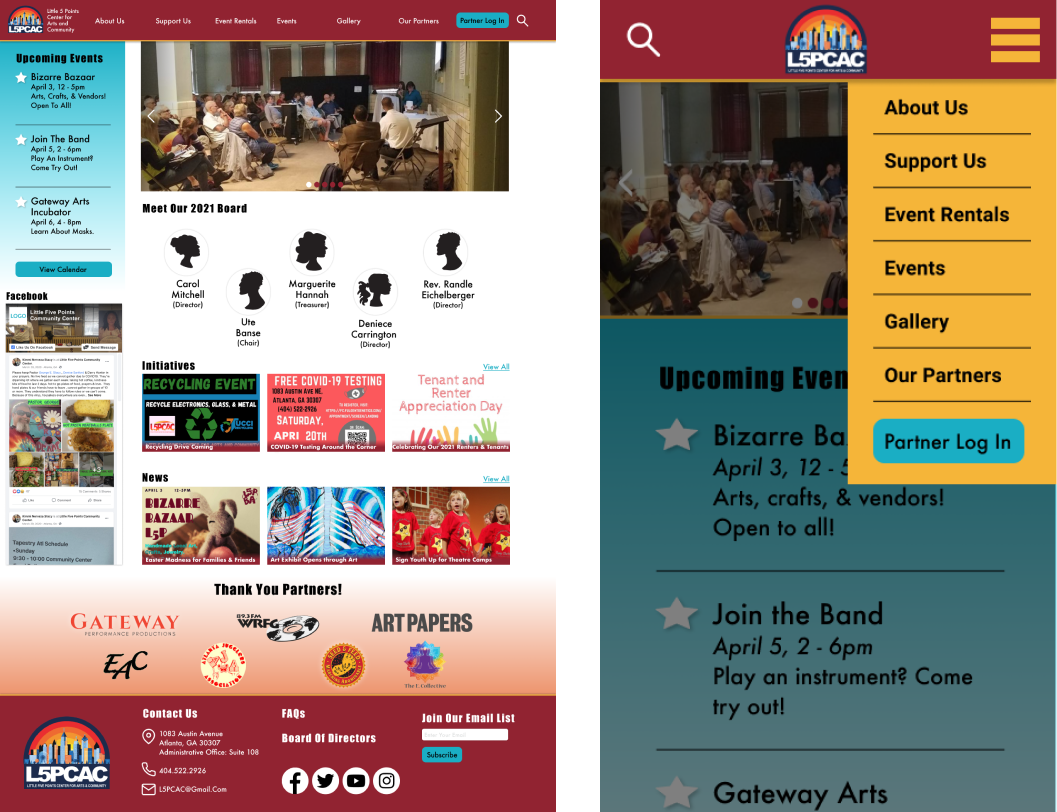 L5PCAC
Little 5 Points
Center for
Arts and
Community
About Us
Support Us
Event Rentals
Events
Gallery
Our Partners
Partner Log In
Upcoming Events
Bizarre Bazaar
April 3, 12 - 5pm
Arts, Crafts, & Vendors!
Open To All!
Join The Band
April 5, 2 - 6pm
Play An Instrument?
Come Try Out!
Gateway Arts
Incubator
April 6, 4 - 8pm
Learn About Masks.
View Calendar
Facebook
LOGO
Little Five Points
Community Center
Like Us On Facebook
Send Message
+3
Like
Comment
Share
Tapestry Alt Schedule
•Sunday
9:30 - 10:00 Community Center
Meet Our 2021 Board
Carol
Mitchell
(Director)
Ute
Banse
(Chair)
Marguerite
Hannah
(Treasurer)
Deniece
Carrington
(Director)
Rev. Randle
Eichelberger
(Director)
Initiatives
View All
RECYCLING EVENT
RECYCLE ELECTRONICS, GLASS, & METAL
L5PCAC
UCCI
Recycling Drive Coming
FREE COVID-19 TESTING
1083 AUSTIN AVE NE.
ATLANTA, GA 30307
(404) 522-2926
SATURDAY,
APRI 20TH
COVID-19 Testing Around the Corner
Tenant and
Renter
Appreciation Day
Celebrating Our 2021 Renters & Tenants
News
View All
APRIL 3 12-5PM
BIZARRE
BAZAAR
L5P
Easter Madness for Families & Friends
Art Exhibit Opens through Art
Sign Youth Up for Theatre Camps
Thank You Partners!
GATEWAY
PERFORMANCE PRODUCTIONS
89.3 FM
WRFG
ART PAPERS
EAC
ATLANTA JUGGLERS
ASSOCIATION
The E Collective
L5PCAC
LITTLE FIVE POINTS CENTER FOR ARTS & COMMUNITY
Contact Us
1083 Austin Avenue
Atlanta, GA 30307
Administrative Office: Suite 108
404.522.2926
L5PCAC@Gmail.Com
FAQs
Board Of Directors
Join Our Email List
Enter Your Email
Subscribe
L5PCAC
LITTLE FIVE POINTS CENTER FOR ARTS & COMMUNITY
About Us
Support Us
Event Rentals
Events
Gallery
Our Partners
Partner Log In
Upcoming Even
Bizarre Ba
April 3, 12 - 5
Arts, crafts, & vendors!
Open to all!
Join the Band
April 5, 2 - 6pm
Play an instrument? Come
try out!
Gateway Arts